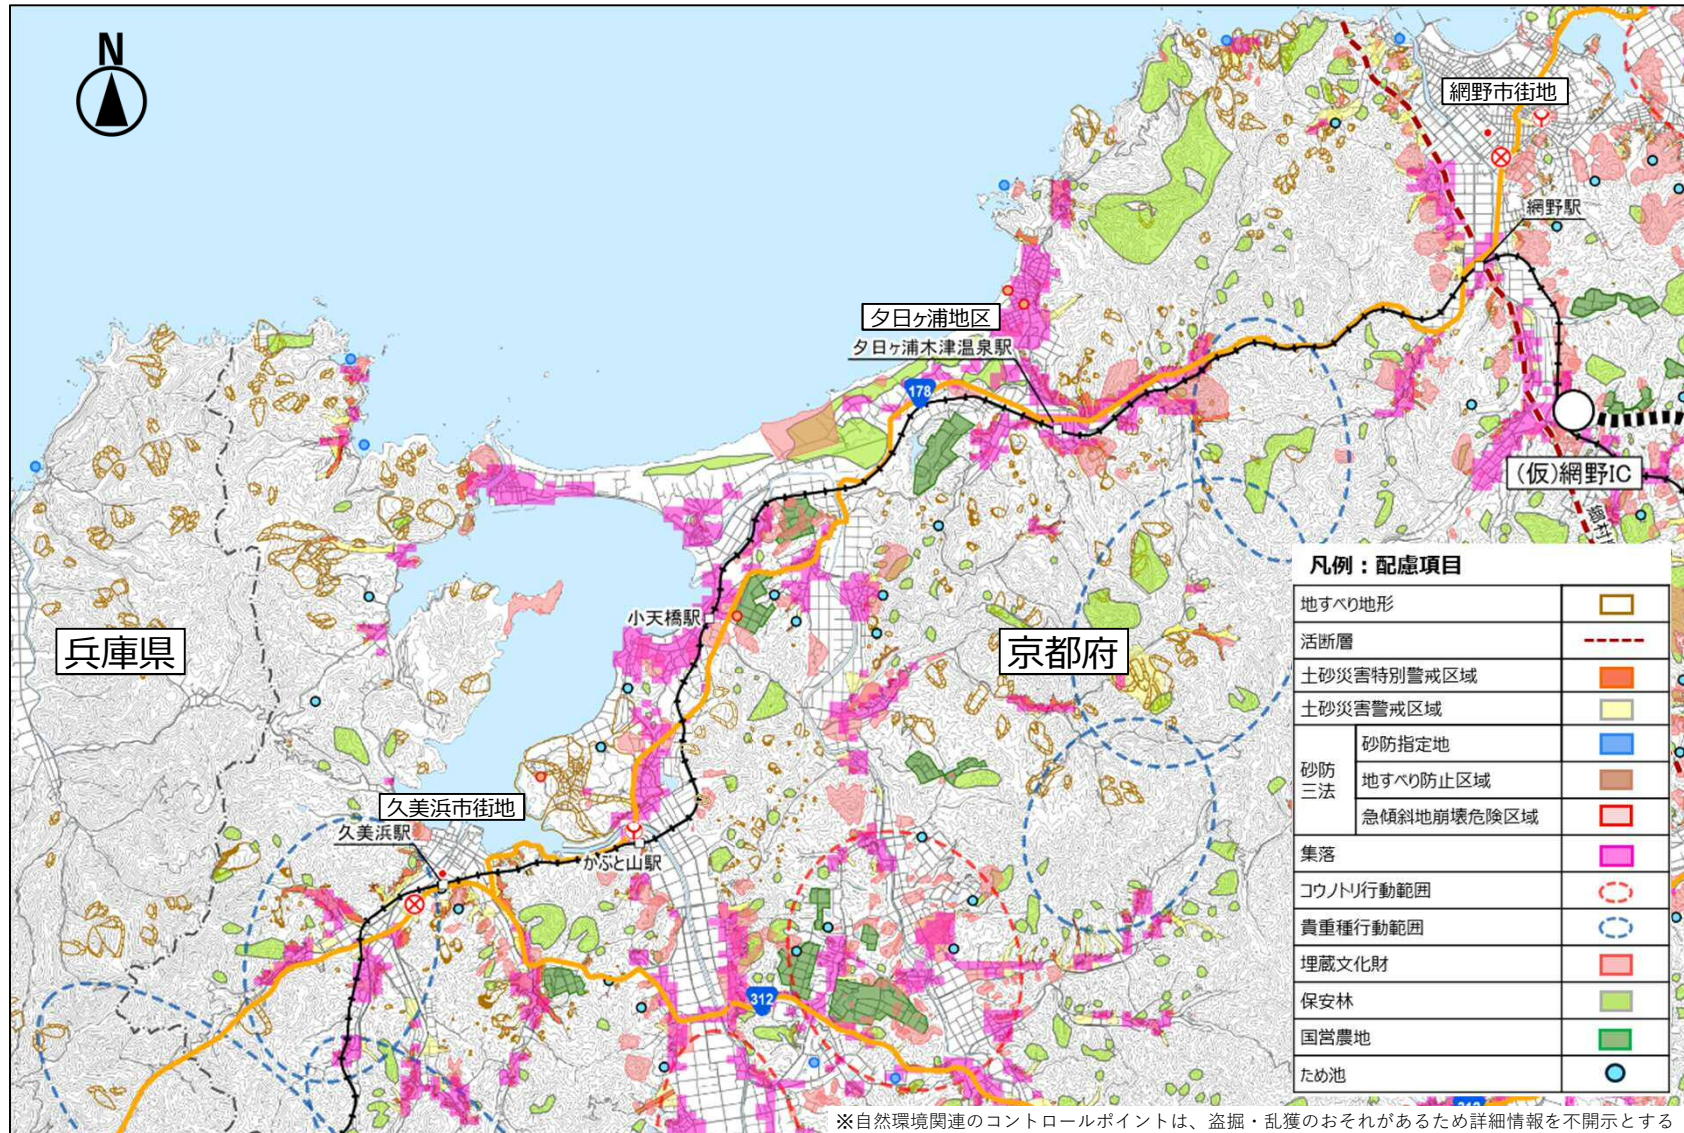 N
網野市街地
網野駅
夕日ヶ浦地区
夕日ヶ浦木津温泉駅
178
(仮)網野IC
兵庫県
小天橋駅
京都府
久美浜市街地
久美浜駅
かぶと山駅
312
凡例：配慮項目
地すべり地形
活断層
土砂災害特別警戒区域
土砂災害警戒区域
砂防三法
砂防指定地
地すべり防止区域
急傾斜地崩壊危険区域
集落
コウノトリ行動範囲
貴重種行動範囲
埋蔵文化財
保安林
国営農地
ため池
※自然環境関連のコントロールポイントは、盗掘・乱獲のおそれがあるため詳細情報を不開示とする